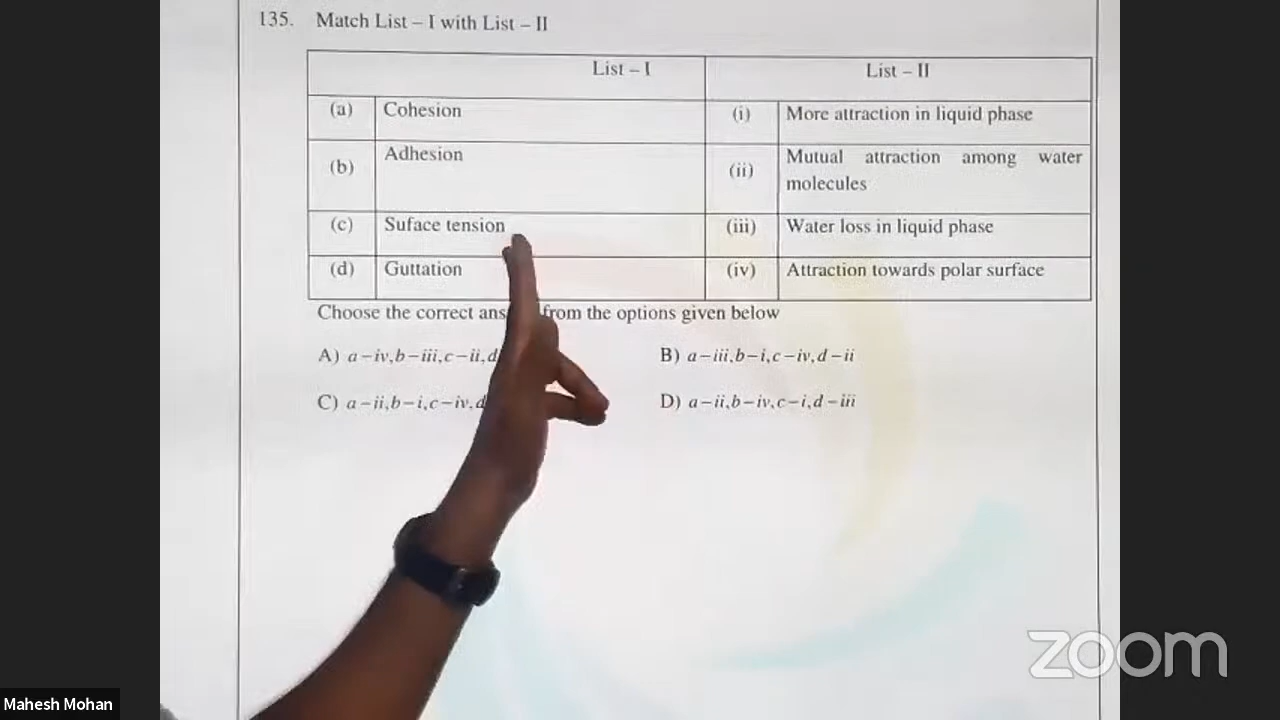 135. Match List – I with List – II
List – I List – II
(a) Cohesion (i) More attraction in liquid phase
(b) Adhesion (ii) Mutual attraction among water
molecules
(c) Suface tension (iii) Water loss in liquid phase
(d) Guttation (iv) Attraction towards polar surface
Choose the correct from the options given below
A) a–iv, b–iii, c–ii, d B) a–iii, b–i, c–iv, d–ii
C) a–ii, b–i, c–iv, d D) a–ii, b–iv, c–i, d–iii
zoom
Mahesh Mohan